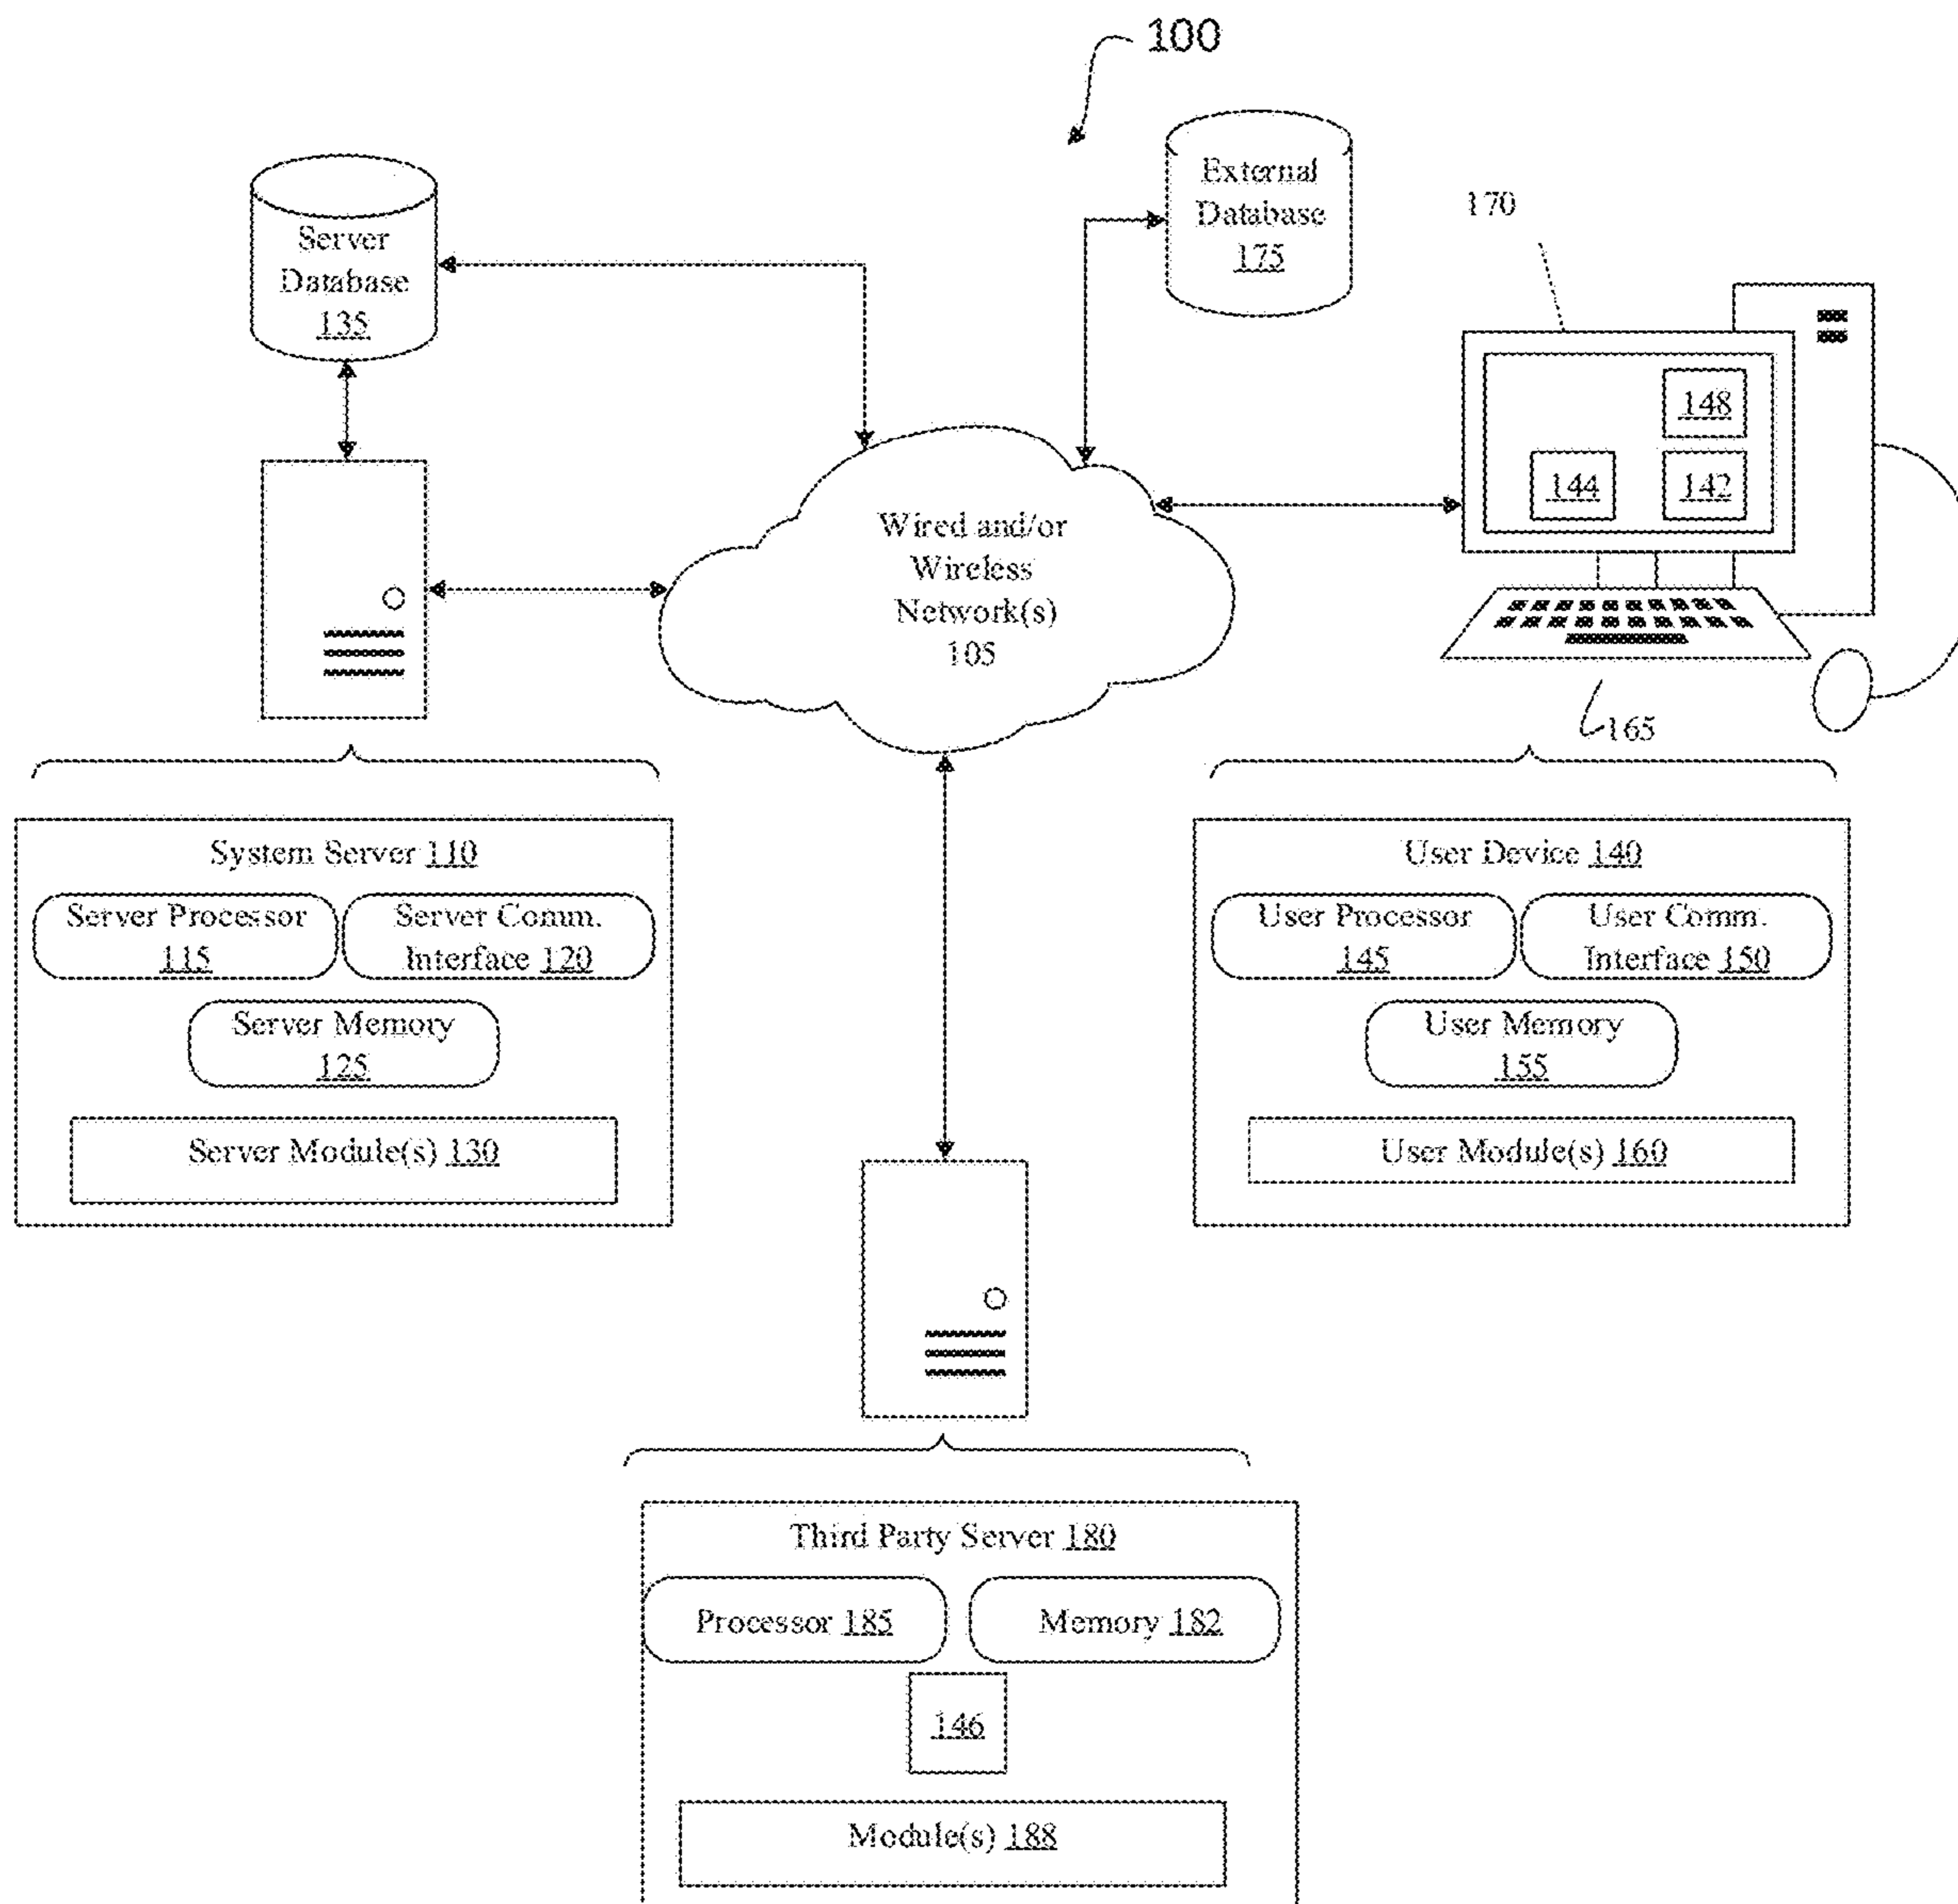 100
External
Database
175
Server
Database
135
170
148
144
142
Wired and/or
Wireless
Network(s)
105
165
System Server 110
Server Processor
115
Server Comm.
Interface 120
Server Memory
125
Server Module(s) 130
User Device 140
User Processor
145
User Comm.
Interface 150
User Memory
155
User Module(s) 160
Third Party Server 180
Processor 185
Memory 182
146
Module(s) 188